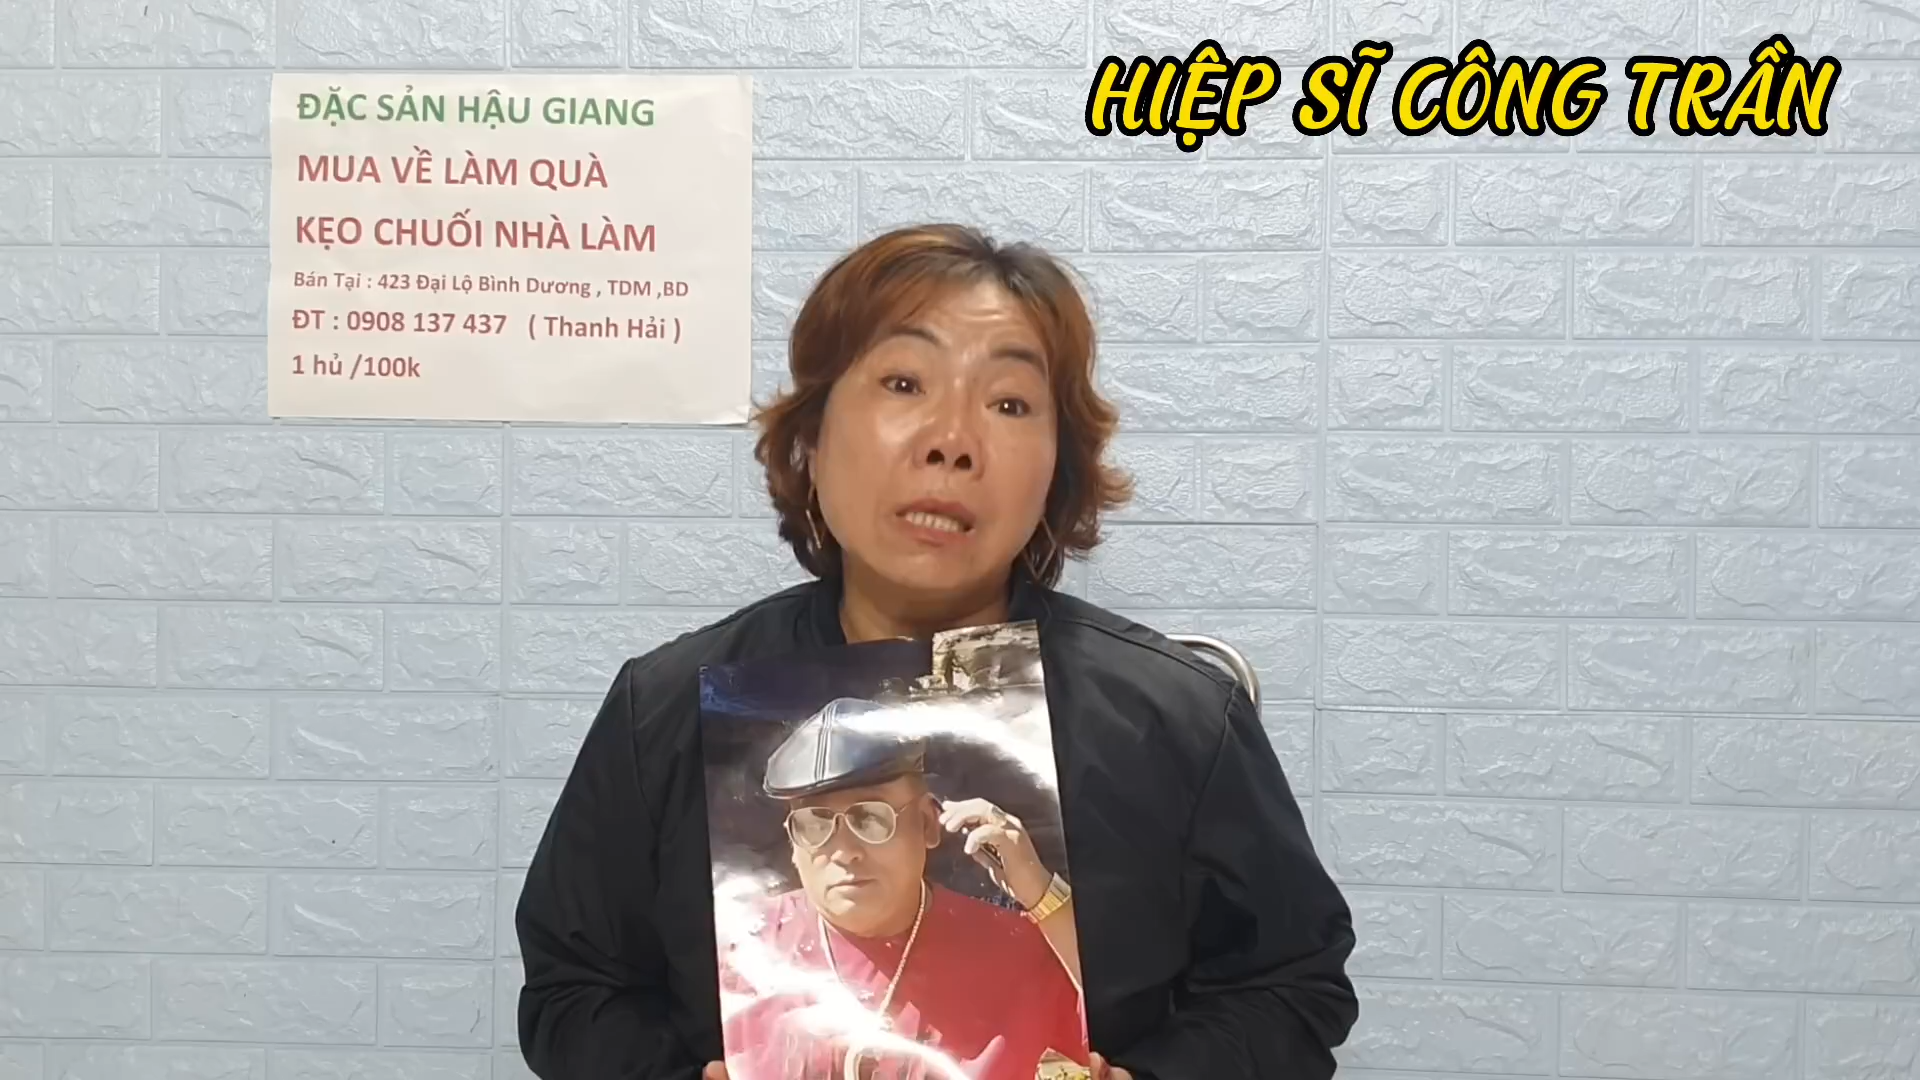 HIỆP SĨ CÔNG TRẦN
ĐẶC SẢN HẬU GIANG
MUA VỀ LÀM QUÀ
KẸO CHUỐI NHÀ LÀM
Bán Tại : 423 Đại Lộ Bình Dương , TDM ,BD
ĐT : 0908 137 437 ( Thanh Hải )
1 hủ /100k